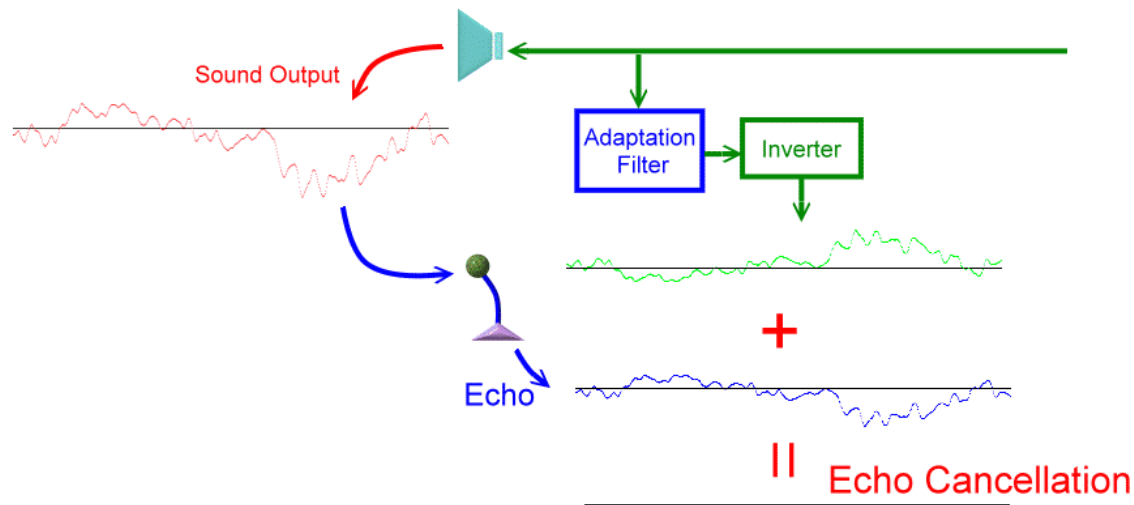 Sound Output
Adaptation
Filter
Inverter
+
Echo
=
Echo Cancellation